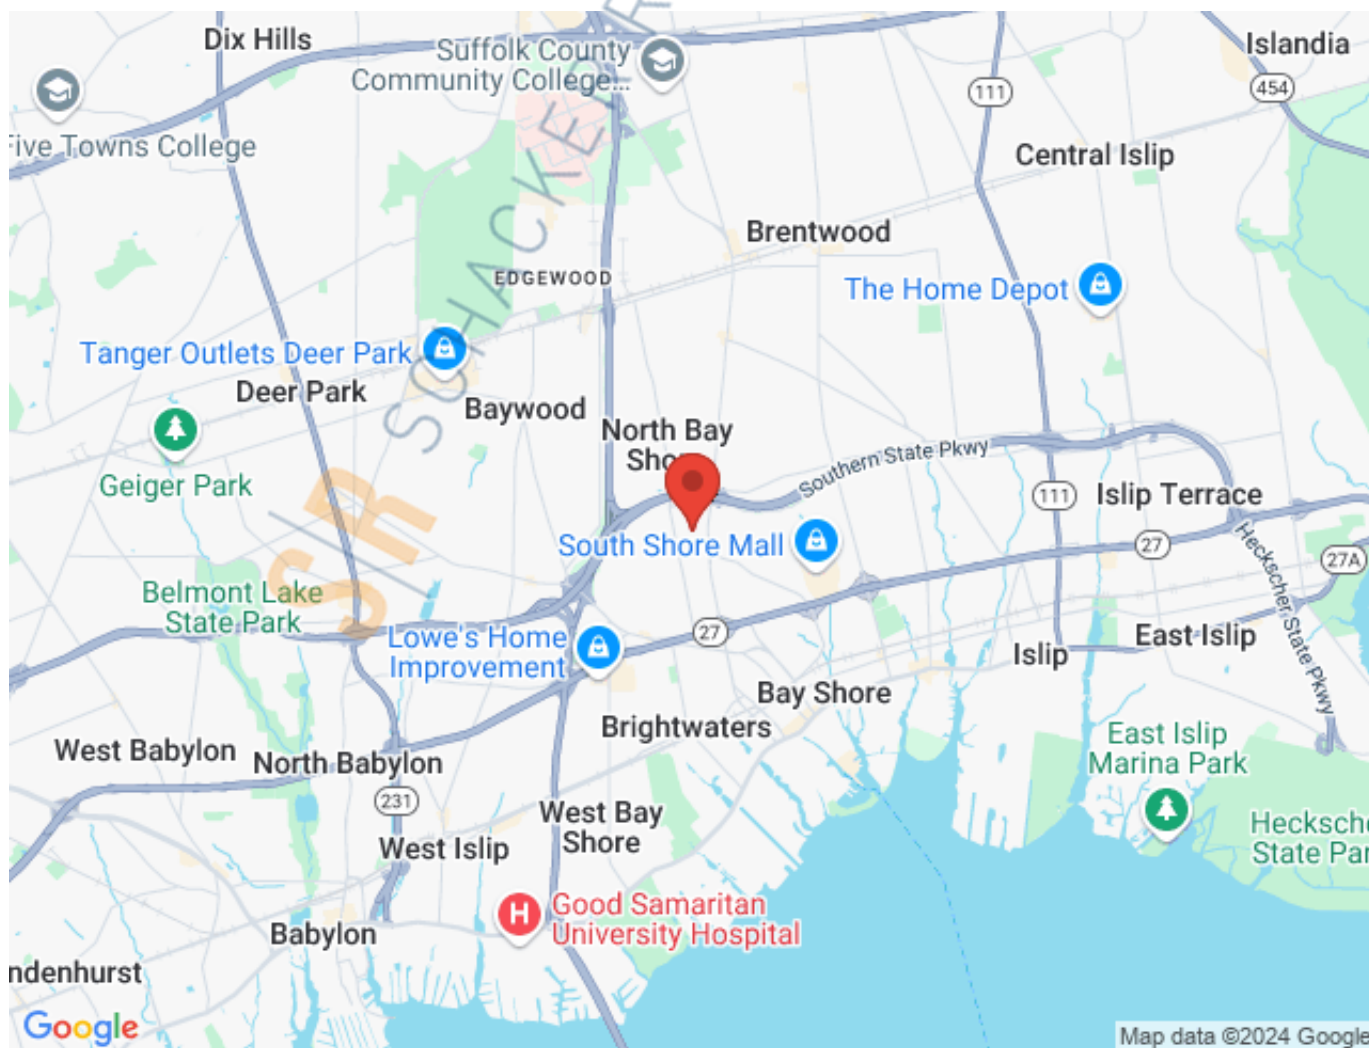 Dix Hills
Suffolk County
Community College...
Islandia
454
111
Five Towns College
Central Islip
Brentwood
EDGEWOOD
The Home Depot
Tanger Outlets Deer Park
Deer Park
Baywood
North Bay
Southern State Pkwy
Geiger Park
111
Islip Terrace
South Shore Mall
27
Heckscher State Pkwy
27A
Belmont Lake
State Park
Lowe's Home
Improvement
27
Islip
East Islip
Bay Shore
Brightwaters
West Babylon
North Babylon
East Islip
Marina Park
231
West Bay
Shore
West Islip
State
Good Samaritan
University Hospital
Babylon
ndenhurst
Google
Map data ©2024 Google
SIR